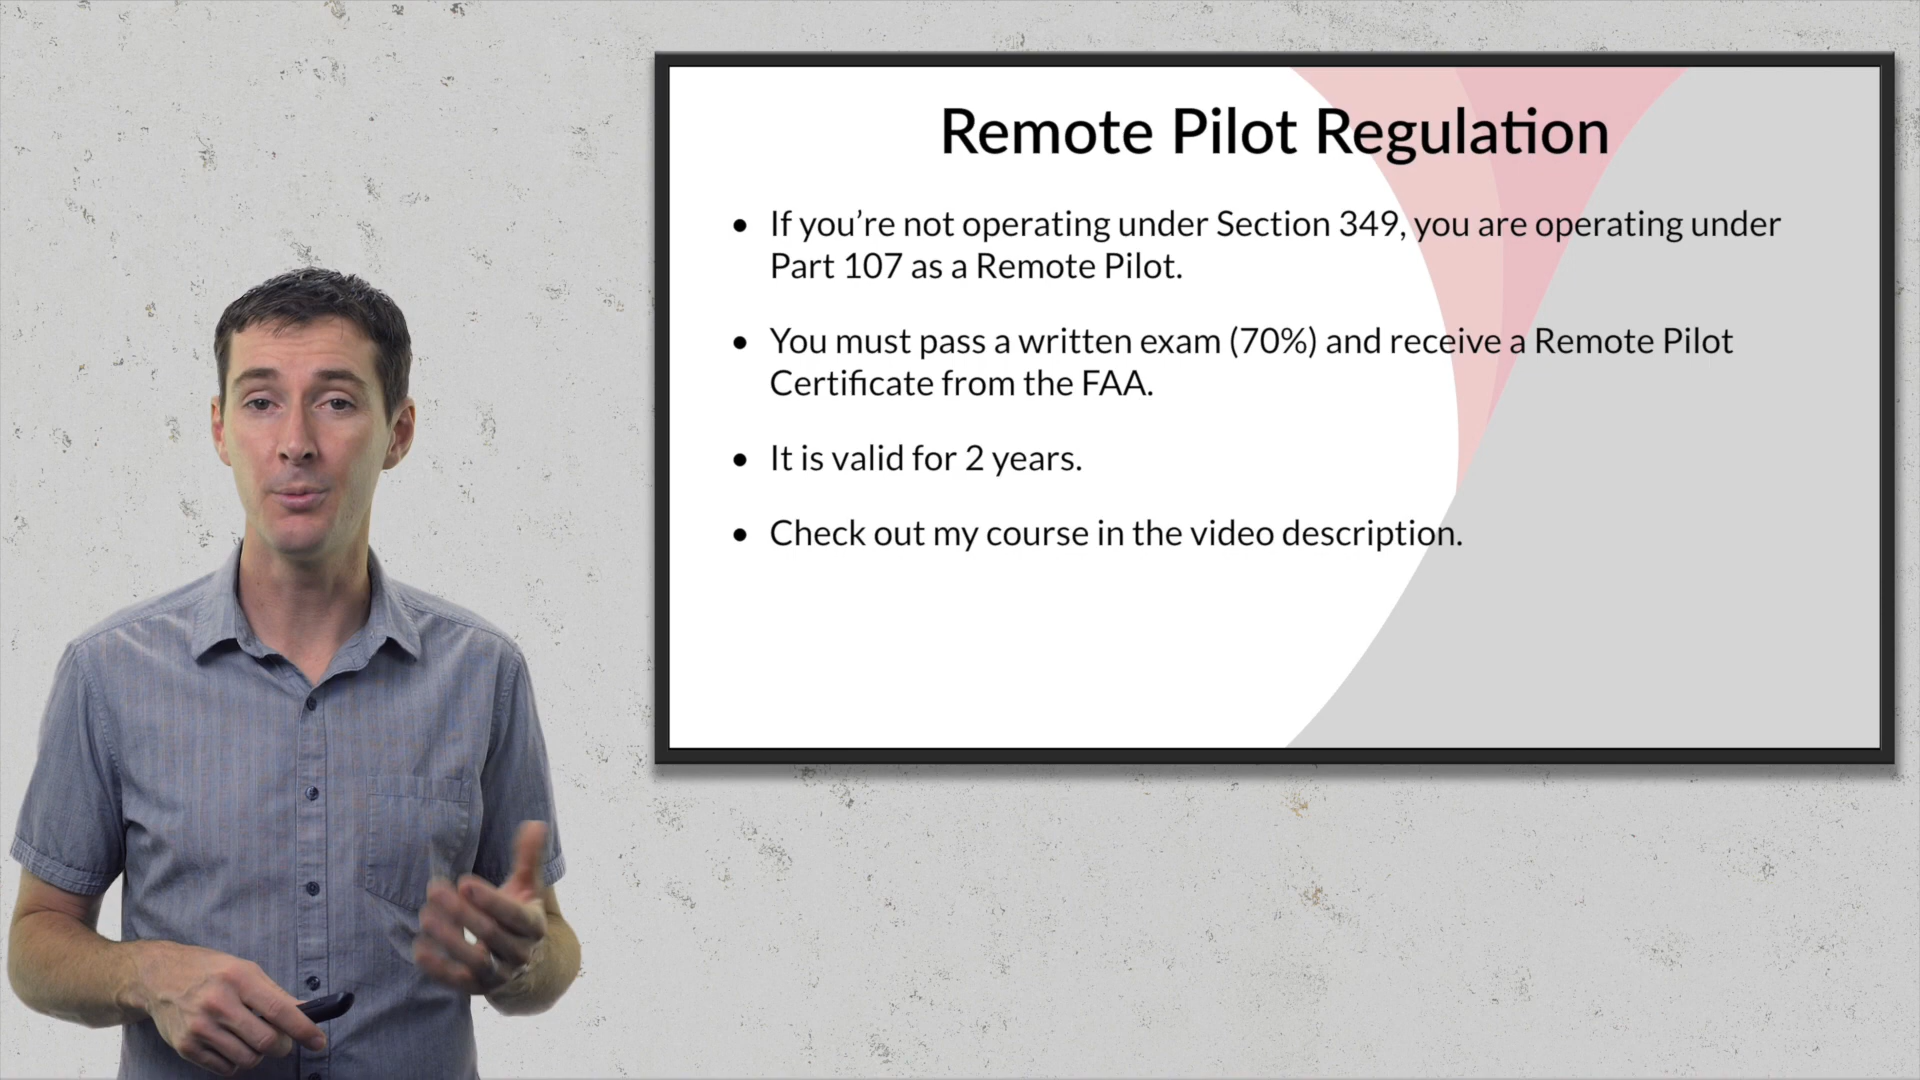 Remote Pilot Regulation
• If you’re not operating under Section 349, you are operating under
Part 107 as a Remote Pilot.
• You must pass a written exam (70%) and receive a Remote Pilot
Certificate from the FAA.
• It is valid for 2 years.
• Check out my course in the video description.